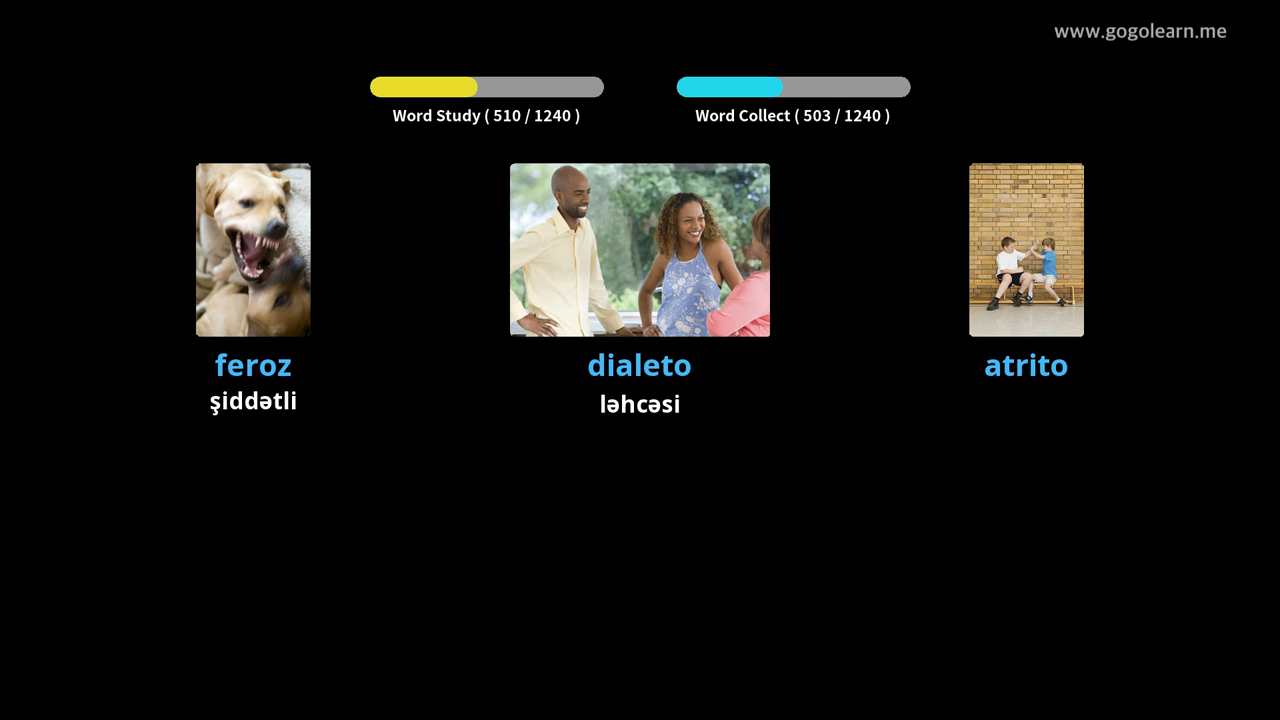 www.gogolearn.me
Word Study ( 510 / 1240 )
Word Collect ( 503 / 1240 )
feroz
şiddətli
dialeto
ləhcəsi
atrito